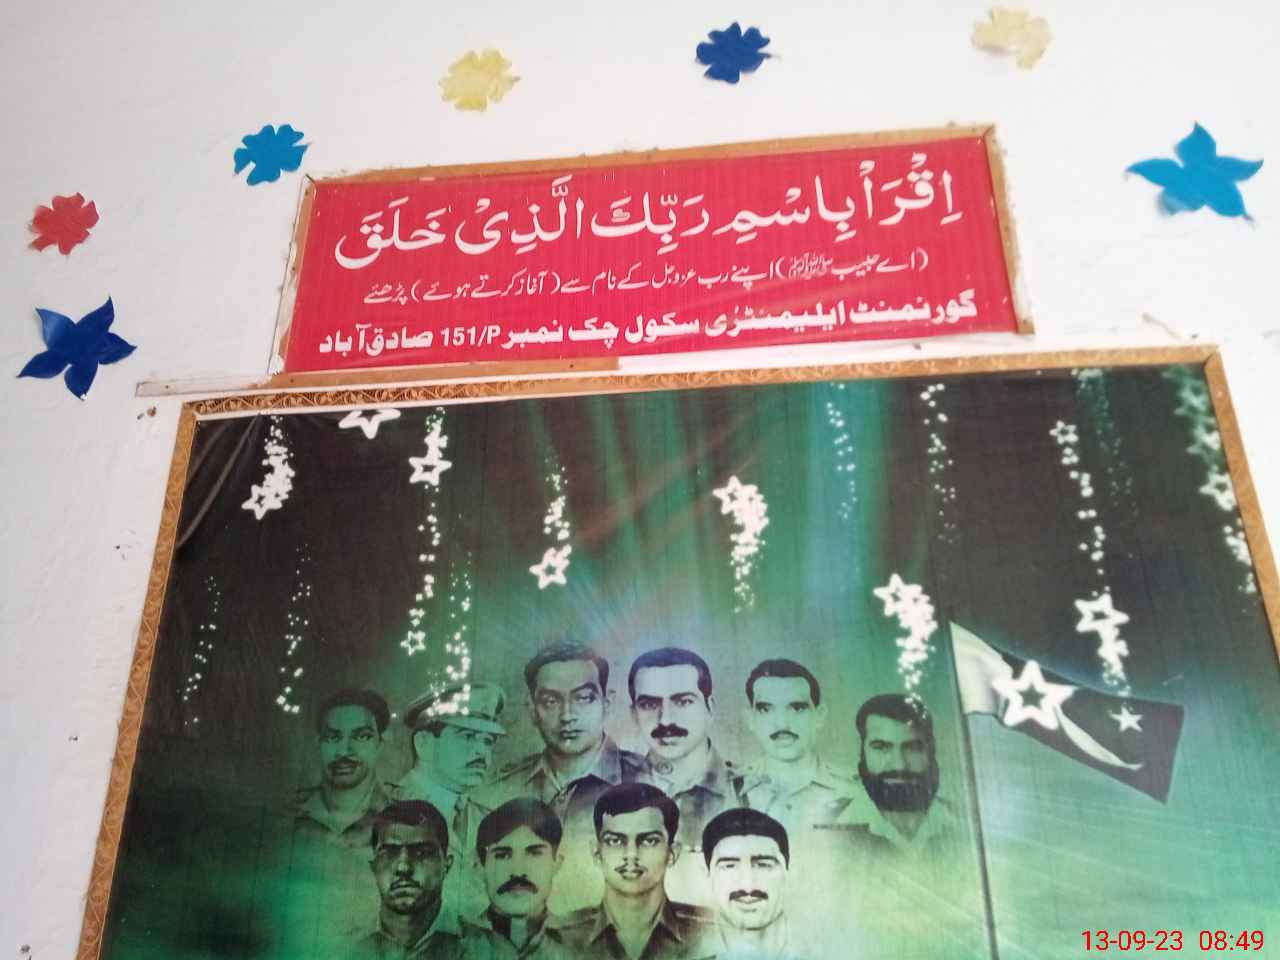 اِقْرَاْ بِاسْمِ رَبِّكَ الَّذِیْ خَلَقَ
(اے حبیب ﷺ) اپنے رب عزوجل کے نام سے (آغاز کرتے ہوئے) پڑھئے
گورنمنٹ ایلیمنٹری سکول چک نمبر 151/P صادق آباد
13-09-23 08:49